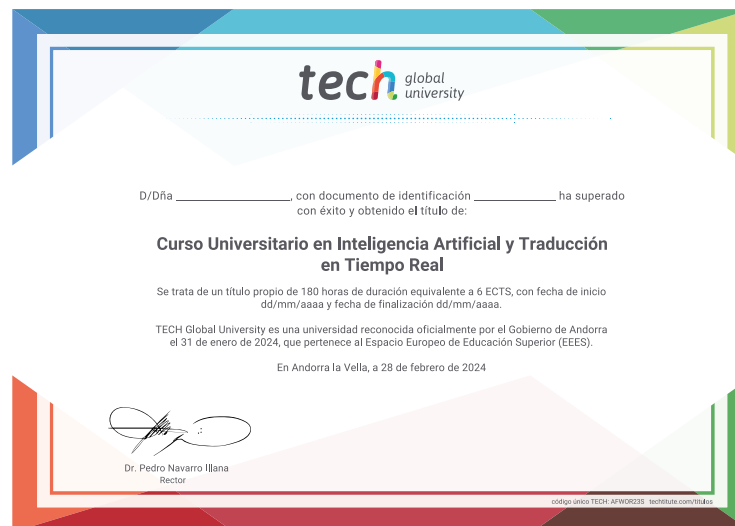 tech global university
D/Dña ____________________, con documento de identificación ______________ ha superado
con éxito y obtenido el título de:
Curso Universitario en Inteligencia Artificial y Traducción
en Tiempo Real
Se trata de un título propio de 180 horas de duración equivalente a 6 ECTS, con fecha de inicio
dd/mm/aaaa y fecha de finalización dd/mm/aaaa.
TECH Global University es una universidad reconocida oficialmente por el Gobierno de Andorra
el 31 de enero de 2024, que pertenece al Espacio Europeo de Educación Superior (EEES).
En Andorra la Vella, a 28 de febrero de 2024
Dr. Pedro Navarro Illana
Rector
código único TECH: AFWOR23S techtitute.com/titulos